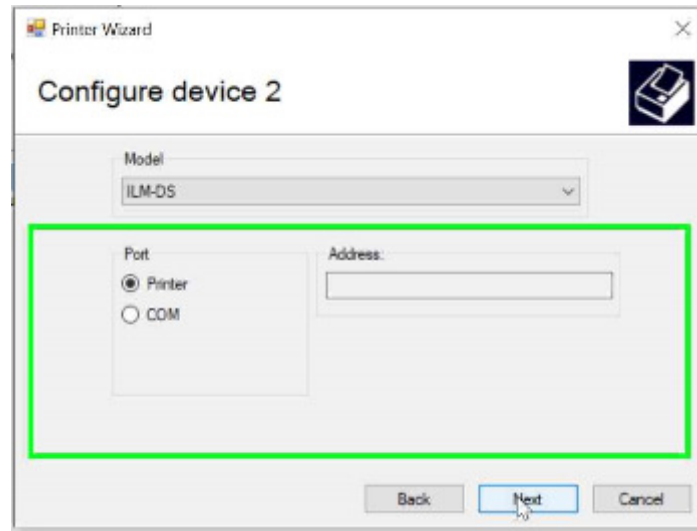 Printer Wizard
Configure device 2
Model
ILM-DS
Port
Address:
Printer
COM
Back
Next
Cancel